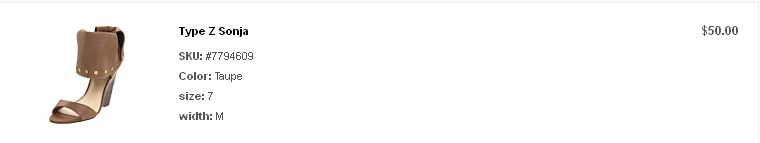 Type Z Sonja $50.00
SKU: #7794609
Color: Taupe
size: 7
width: M